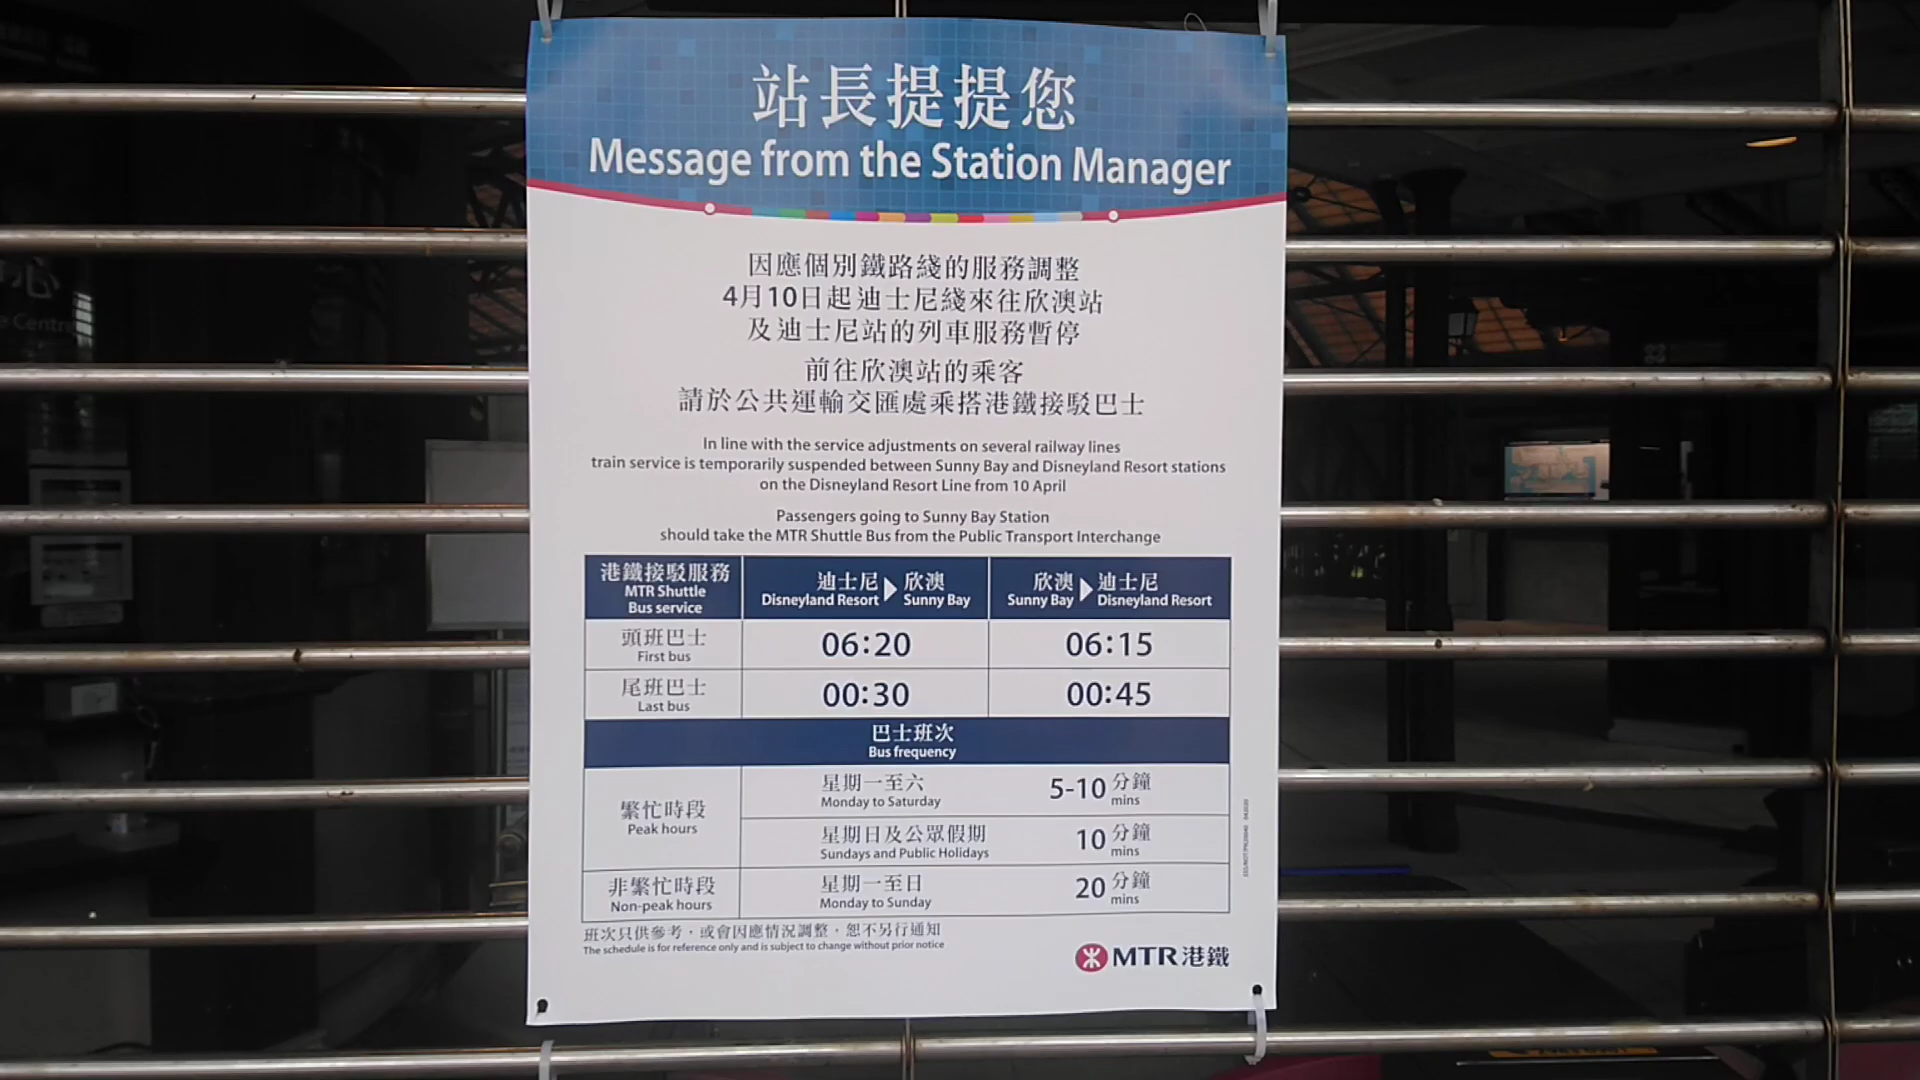 站長提提您
Message from the Station Manager
因應個別鐵路綫的服務調整
4月10日起迪士尼綫來往欣澳站
及迪士尼站的列車服務暫停
前往欣澳站的乘客
請於公共運輸交匯處乘搭港鐵接駁巴士
In line with the service adjustments on several railway lines
train service is temporarily suspended between Sunny Bay and Disneyland Resort stations
on the Disneyland Resort Line from 10 April
Passengers going to Sunny Bay Station
should take the MTR Shuttle Bus from the Public Transport Interchange
港鐵接駁服務 迪士尼 欣澳 欣澳 迪士尼
MTR Shuttle Bus service Disneyland Resort Sunny Bay Sunny Bay Disneyland Resort
頭班巴士 First bus 06:20 06:15
尾班巴士 Last bus 00:30 00:45
巴士班次
Bus frequency
繁忙時段 Peak hours
星期一至六 Monday to Saturday 5-10 分鐘 mins
星期日及公眾假期 Sundays and Public Holidays 10 分鐘 mins
非繁忙時段 Non-peak hours 星期一至日 Monday to Sunday 20 分鐘 mins
班次只供參考，或會因應情況調整，恕不另行通知
The schedule is for reference only and is subject to change without prior notice
MTR 港鐵
心
e Centre